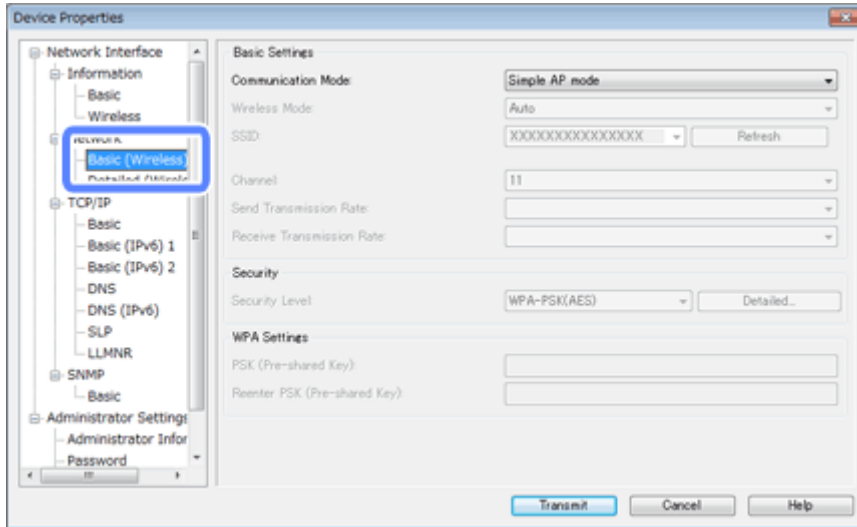 Device Properties
Network Interface
Information
Basic
Wireless
Network
Basic (Wireless)
TCP/IP
Basic
Basic (IPv6) 1
Basic (IPv6) 2
DNS
DNS (IPv6)
SLP
LLMNR
SNMP
Basic
Administrator Settings
Administrator Infor
Password
Basic Settings
Communication Mode: Simple AP mode
Wireless Mode: Auto
SSID: XXXXXXXXXXXXXXX Refresh
Channel: 11
Send Transmission Rate:
Receive Transmission Rate:
Security
Security Level: WPA-PSK(AES) Detailed...
WPA Settings
PSK (Pre-shared Key):
Reenter PSK (Pre-shared Key):
Transmit Cancel Help